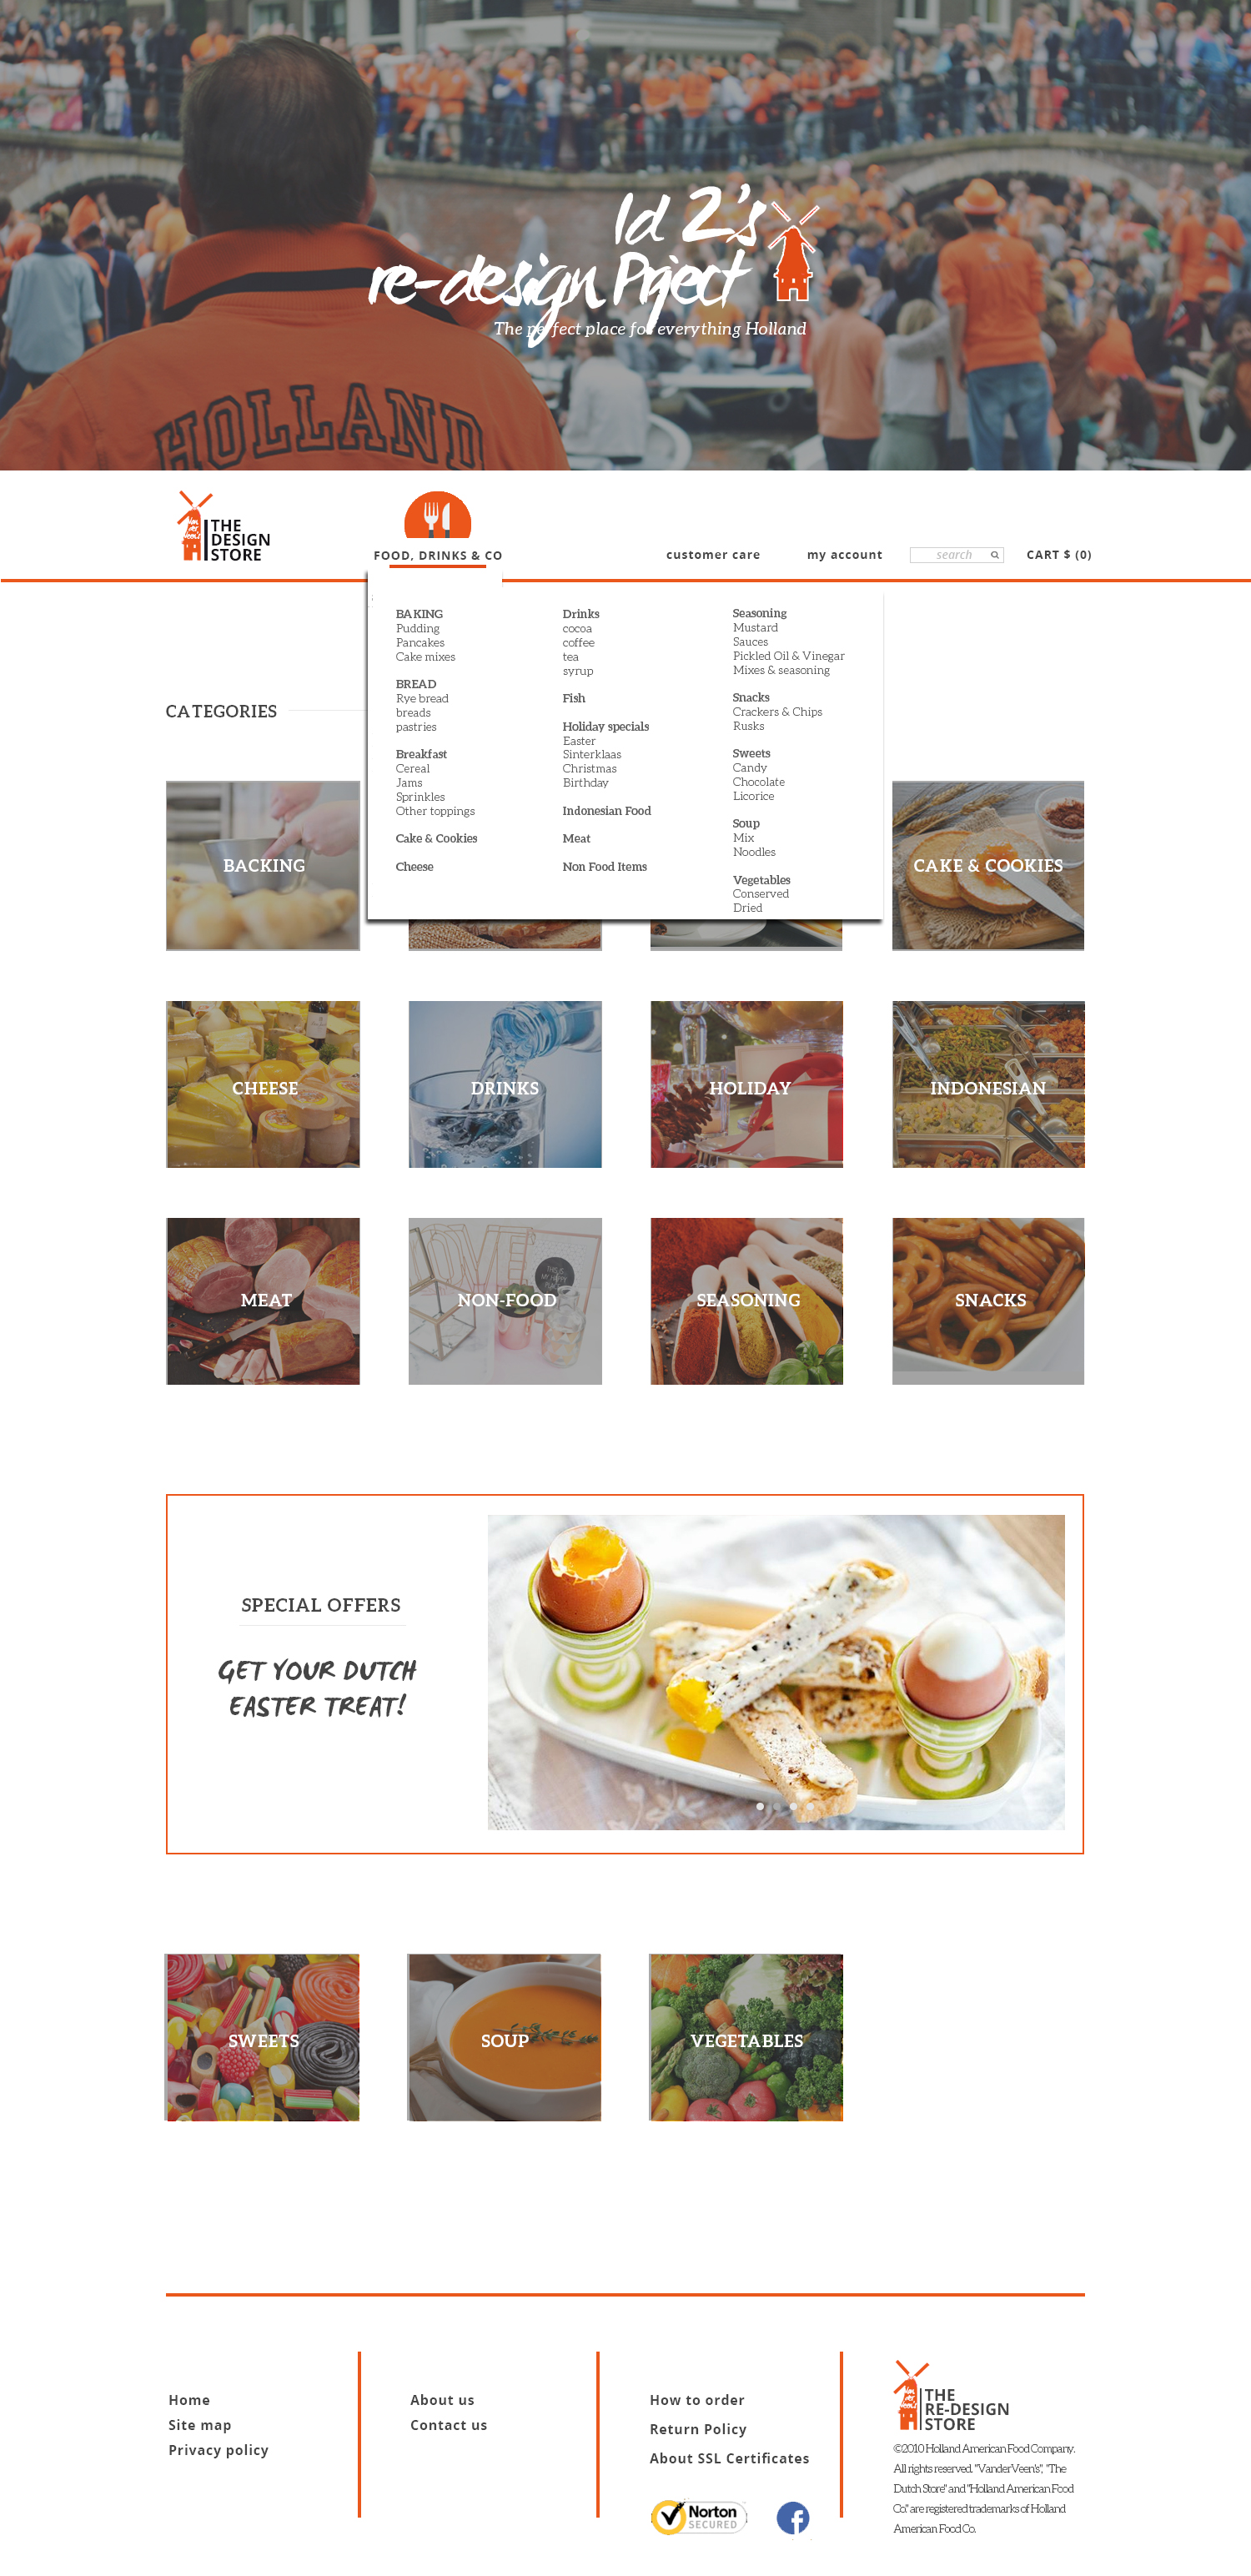 Id 2's
re-design Prject
The perfect place for everything Holland
HOLLAND
THE
DESIGN
STORE
FOOD, DRINKS & CO
customer care
my account
search
CART $ (0)
BAKING
Pudding
Pancakes
Cake mixes
BREAD
Rye bread
breads
pastries
Breakfast
Cereal
Jams
Sprinkles
Other toppings
Cake & Cookies
Cheese
Drinks
cocoa
coffee
tea
syrup
Fish
Holiday specials
Easter
Sinterklaas
Christmas
Birthday
Indonesian Food
Meat
Non Food Items
Seasoning
Mustard
Sauces
Pickled Oil & Vinegar
Mixes & seasoning
Snacks
Crackers & Chips
Rusks
Sweets
Candy
Chocolate
Licorice
Soup
Mix
Noodles
Vegetables
Conserved
Dried
CATEGORIES
BACKING
CAKE & COOKIES
CHEESE
DRINKS
HOLIDAY
INDONESIAN
MEAT
NON-FOOD
SEASONING
SNACKS
SPECIAL OFFERS
GET YOUR DUTCH
EASTER TREAT!
SWEETS
SOUP
VEGETABLES
Home
Site map
Privacy policy
About us
Contact us
How to order
Return Policy
About SSL Certificates
Norton
SECURED
THE
RE-DESIGN
STORE
©2010 Holland American Food Company.
All rights reserved. "VanderVeen's", "The
Dutch Store" and "Holland American Food
Co." are registered trademarks of Holland
American Food Co.